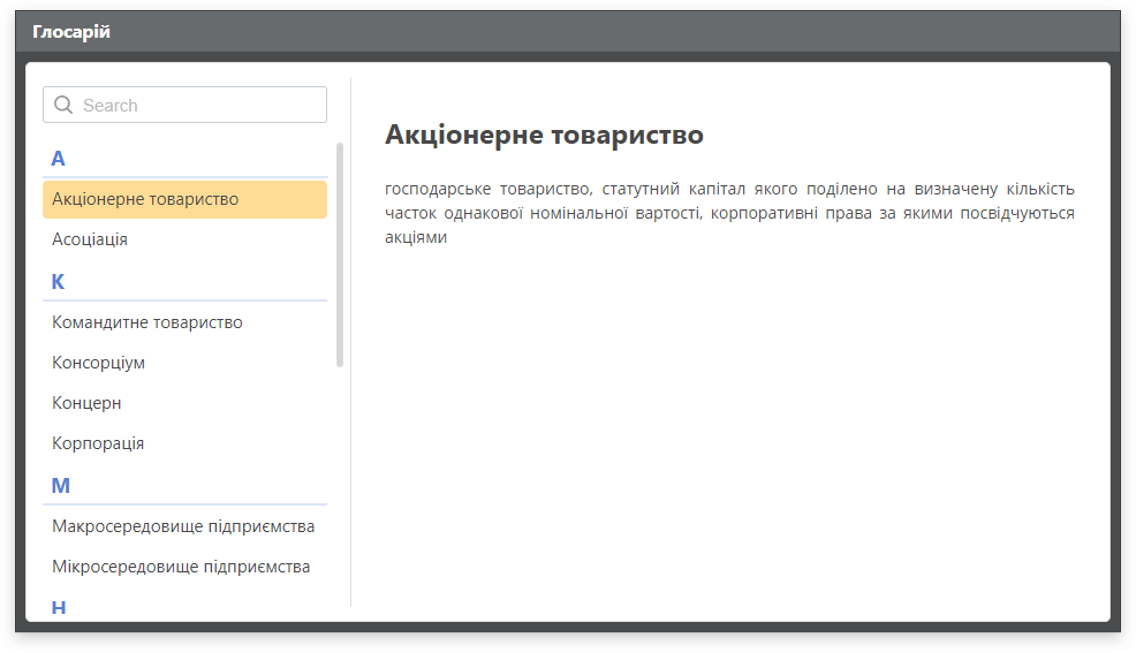 Глосарій
Search
А
Акціонерне товариство
Асоціація
К
Командитне товариство
Консорціум
Концерн
Корпорація
М
Макросередовище підприємства
Мікросередовище підприємства
Н
Акціонерне товариство
господарське товариство, статутний капітал якого поділено на визначену кількість
часток однакової номінальної вартості, корпоративні права за якими посвідчуються
акціями